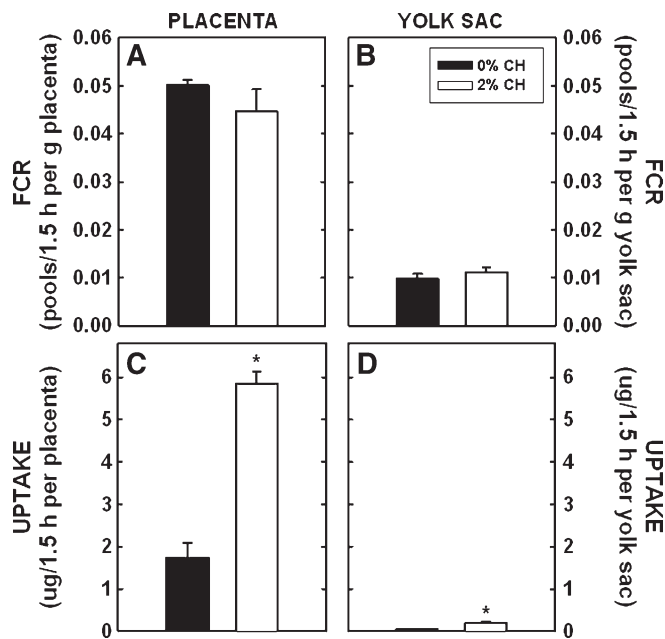 PLACENTA
YOLK SAC
A
B
0% CH
2% CH
0.06
0.05
0.04
0.03
0.02
0.01
0.00
FCR
(pools/1.5 h per g placenta)
0.06
0.05
0.04
0.03
0.02
0.01
0.00
FCR
(pools/1.5 h per g yolk sac)
C
*
D
*
6
5
4
3
2
1
0
UPTAKE
(ug/1.5 h per placenta)
6
5
4
3
2
1
0
UPTAKE
(ug/1.5 h per yolk sac)